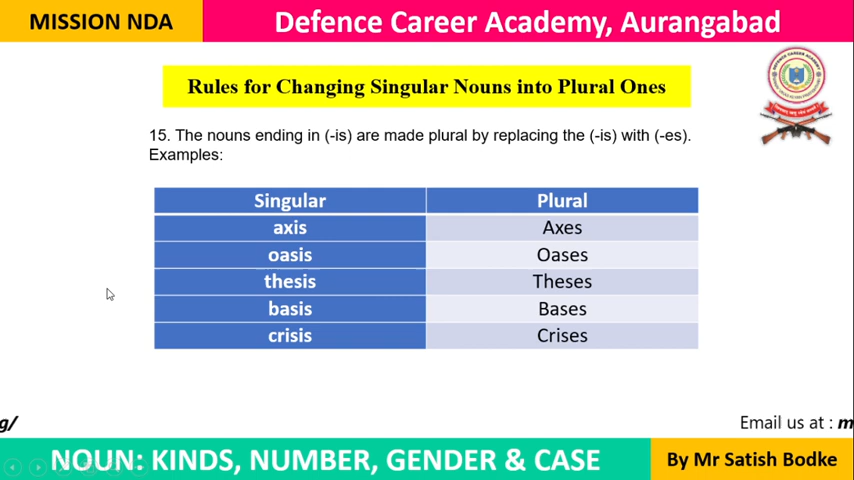 MISSION NDA
Defence Career Academy, Aurangabad
Rules for Changing Singular Nouns into Plural Ones
15. The nouns ending in (-is) are made plural by replacing the (-is) with (-es).
Examples:
Singular Plural
axis Axes
oasis Oases
thesis Theses
basis Bases
crisis Crises
g/
Email us at : m
NOUN: KINDS, NUMBER, GENDER & CASE
By Mr Satish Bodke